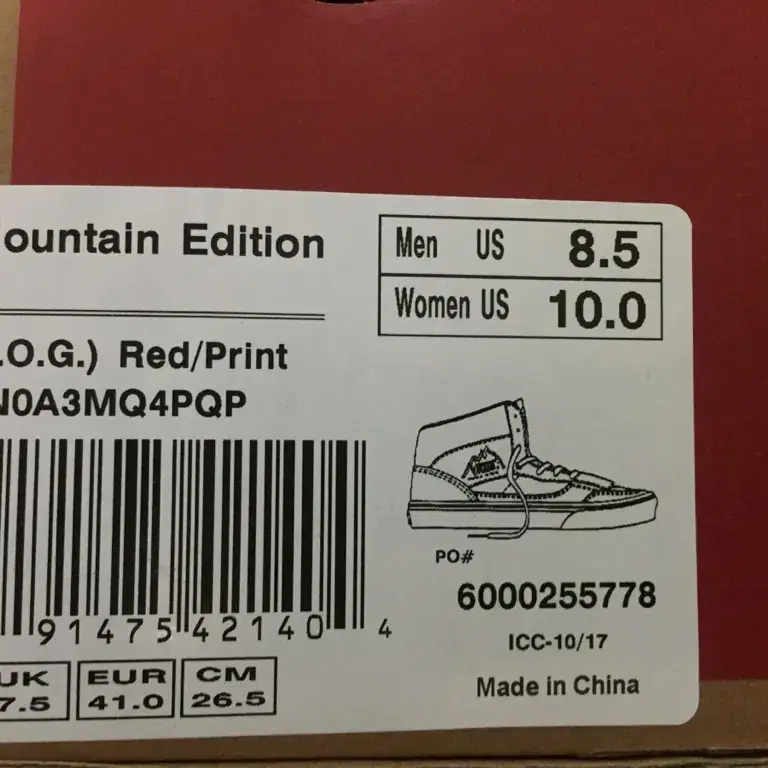 ountain Edition
Men US 8.5
Women US 10.0
.O.G.) Red/Print
N0A3MQ4PQP
91475 42140 4
PO#
6000255778
ICC-10/17
Made in China
UK EUR CM
7.5 41.0 26.5